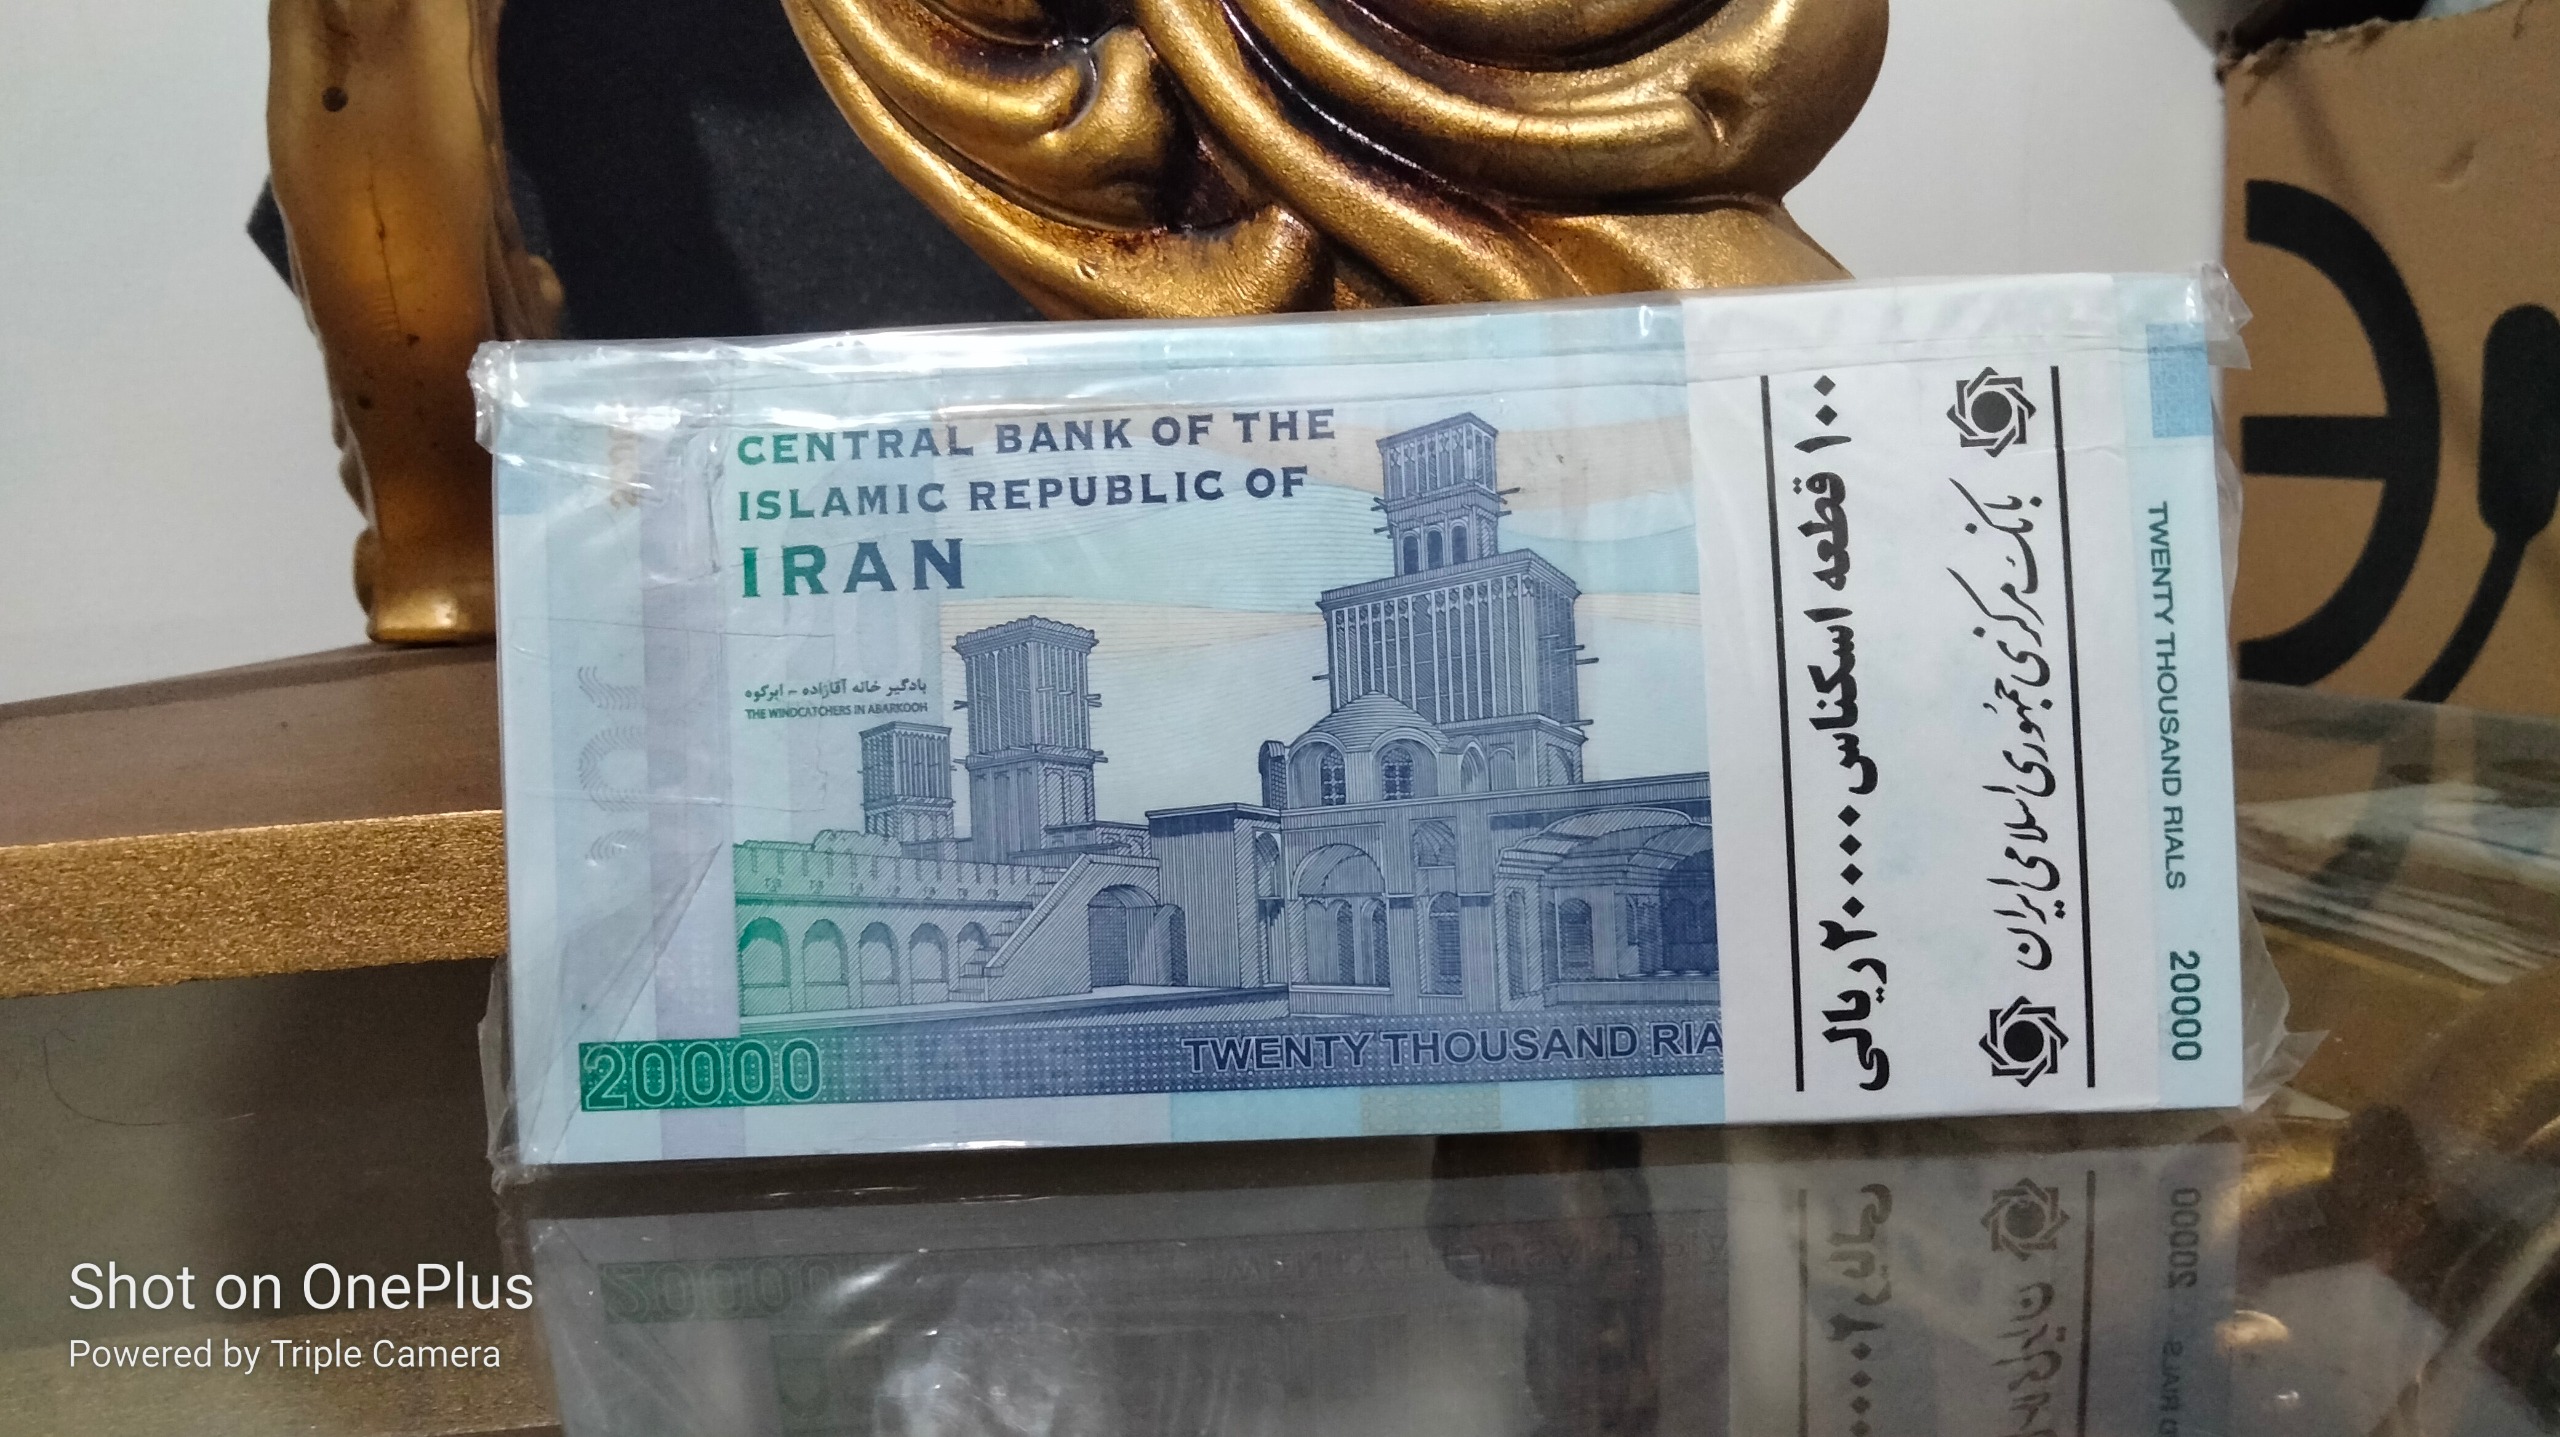 CENTRAL BANK OF THE
ISLAMIC REPUBLIC OF
IRAN
بادگیر خانه آقازاده - ابرکوه
THE WINDCATCHERS IN ABARKOOH
20000
TWENTY THOUSAND RIA
۱۰۰ قطعه اسکناس ۲۰۰۰۰ ریالی
بانک مرکزی جمهوری اسلامی ایران
TWENTY THOUSAND RIALS 20000
Shot on OnePlus
Powered by Triple Camera